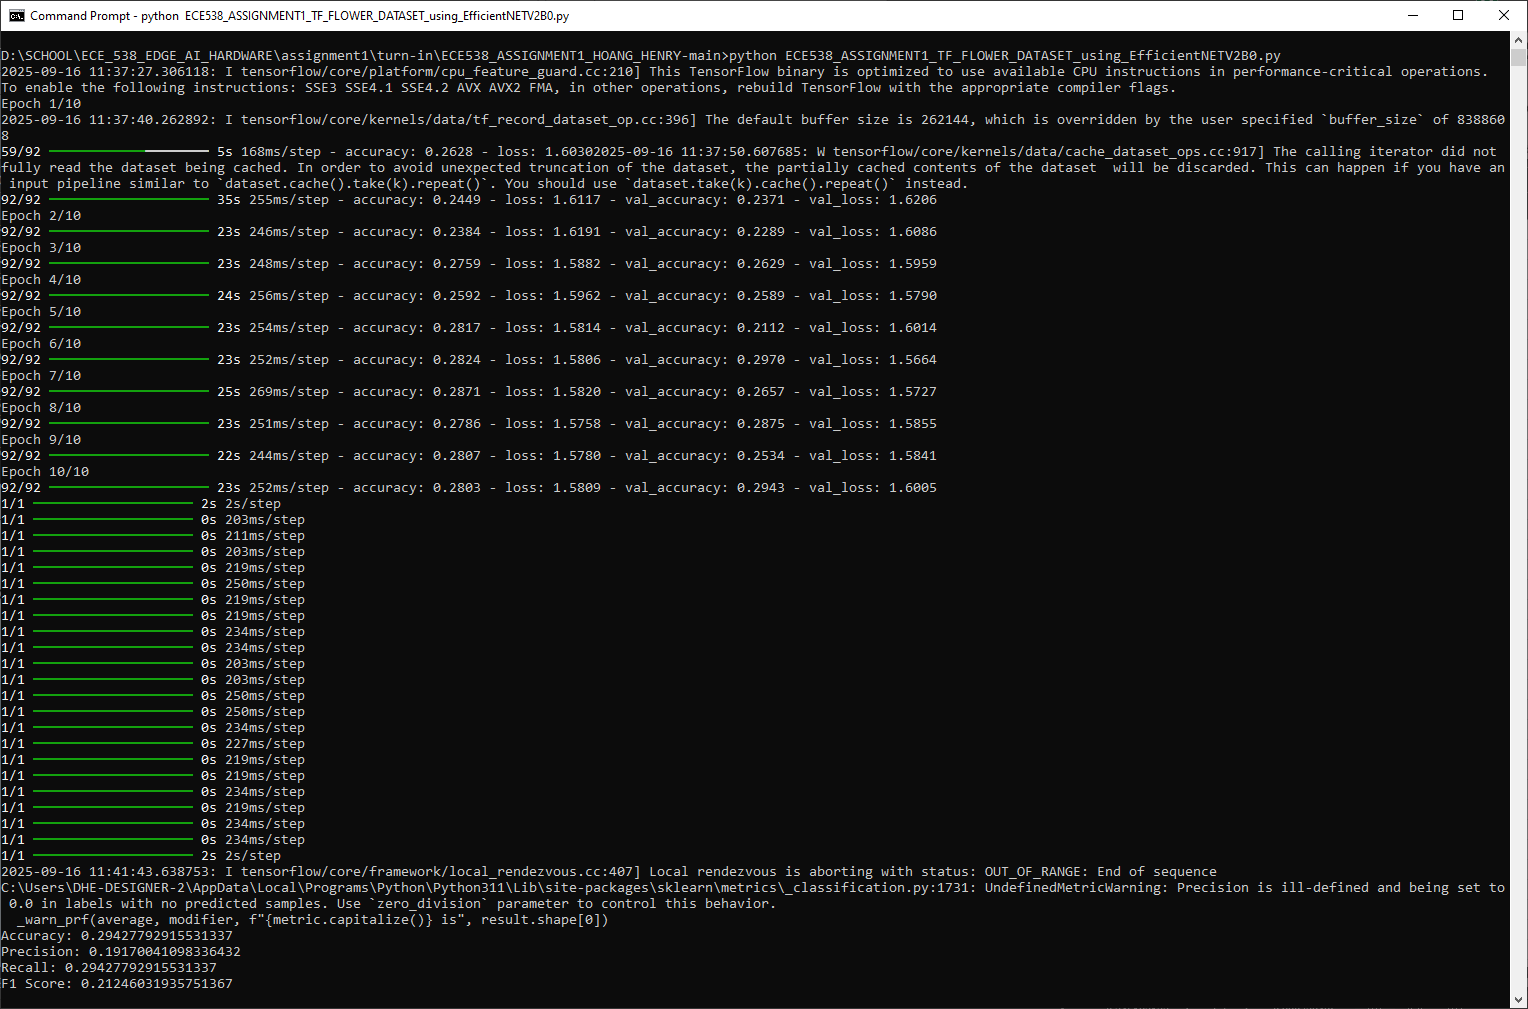 Command Prompt - python  ECE538_ASSIGNMENT1_TF_FLOWER_DATASET_using_EfficientNETV2B0.py
D:\SCHOOL\ECE_538_EDGE_AI_HARDWARE\assignment1\turn-in\ECE538_ASSIGNMENT1_HOANG_HENRY-main>python ECE538_ASSIGNMENT1_TF_FLOWER_DATASET_using_EfficientNETV2B0.py
2025-09-16 11:37:27.306118: I tensorflow/core/platform/cpu_feature_guard.cc:210] This TensorFlow binary is optimized to use available CPU instructions in performance-critical operations.
To enable the following instructions: SSE3 SSE4.1 SSE4.2 AVX AVX2 FMA, in other operations, rebuild TensorFlow with the appropriate compiler flags.
Epoch 1/10
2025-09-16 11:37:40.262892: I tensorflow/core/kernels/data/tf_record_dataset_op.cc:396] The default buffer size is 262144, which is overridden by the user specified `buffer_size` of 838860
8
59/92 5s 168ms/step - accuracy: 0.2628 - loss: 1.60302025-09-16 11:37:50.607685: W tensorflow/core/kernels/data/cache_dataset_ops.cc:917] The calling iterator did not
fully read the dataset being cached. In order to avoid unexpected truncation of the dataset, the partially cached contents of the dataset  will be discarded. This can happen if you have an
input pipeline similar to `dataset.cache().take(k).repeat()`. You should use `dataset.take(k).cache().repeat()` instead.
92/92 35s 255ms/step - accuracy: 0.2449 - loss: 1.6117 - val_accuracy: 0.2371 - val_loss: 1.6206
Epoch 2/10
92/92 23s 246ms/step - accuracy: 0.2384 - loss: 1.6191 - val_accuracy: 0.2289 - val_loss: 1.6086
Epoch 3/10
92/92 23s 248ms/step - accuracy: 0.2759 - loss: 1.5882 - val_accuracy: 0.2629 - val_loss: 1.5959
Epoch 4/10
92/92 24s 256ms/step - accuracy: 0.2592 - loss: 1.5962 - val_accuracy: 0.2589 - val_loss: 1.5790
Epoch 5/10
92/92 23s 254ms/step - accuracy: 0.2817 - loss: 1.5814 - val_accuracy: 0.2112 - val_loss: 1.6014
Epoch 6/10
92/92 23s 252ms/step - accuracy: 0.2824 - loss: 1.5806 - val_accuracy: 0.2970 - val_loss: 1.5664
Epoch 7/10
92/92 25s 269ms/step - accuracy: 0.2871 - loss: 1.5820 - val_accuracy: 0.2657 - val_loss: 1.5727
Epoch 8/10
92/92 23s 251ms/step - accuracy: 0.2786 - loss: 1.5758 - val_accuracy: 0.2875 - val_loss: 1.5855
Epoch 9/10
92/92 22s 244ms/step - accuracy: 0.2807 - loss: 1.5780 - val_accuracy: 0.2534 - val_loss: 1.5841
Epoch 10/10
92/92 23s 252ms/step - accuracy: 0.2803 - loss: 1.5809 - val_accuracy: 0.2943 - val_loss: 1.6005
1/1 2s 2s/step
1/1 0s 203ms/step
1/1 0s 211ms/step
1/1 0s 203ms/step
1/1 0s 219ms/step
1/1 0s 250ms/step
1/1 0s 219ms/step
1/1 0s 219ms/step
1/1 0s 234ms/step
1/1 0s 234ms/step
1/1 0s 203ms/step
1/1 0s 203ms/step
1/1 0s 250ms/step
1/1 0s 250ms/step
1/1 0s 234ms/step
1/1 0s 227ms/step
1/1 0s 219ms/step
1/1 0s 219ms/step
1/1 0s 234ms/step
1/1 0s 219ms/step
1/1 0s 234ms/step
1/1 0s 234ms/step
1/1 2s 2s/step
2025-09-16 11:41:43.638753: I tensorflow/core/framework/local_rendezvous.cc:407] Local rendezvous is aborting with status: OUT_OF_RANGE: End of sequence
C:\Users\DHE-DESIGNER-2\AppData\Local\Programs\Python\Python311\Lib\site-packages\sklearn\metrics\_classification.py:1731: UndefinedMetricWarning: Precision is ill-defined and being set to
0.0 in labels with no predicted samples. Use `zero_division` parameter to control this behavior.
_warn_prf(average, modifier, f"{metric.capitalize()} is", result.shape[0])
Accuracy: 0.29427792915531337
Precision: 0.19170041098336432
Recall: 0.29427792915531337
F1 Score: 0.21246031935751367